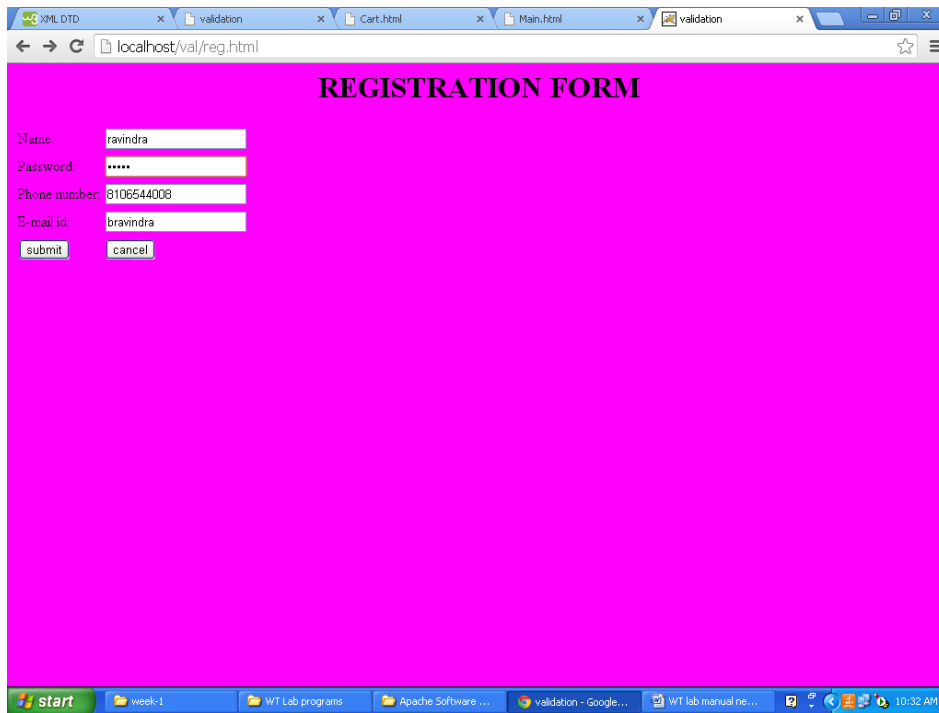 XML DTD validation Cart.html Main.html validation
localhost/val/reg.html
REGISTRATION FORM
Name: ravindra
Password: •••••
Phone number: 8106544008
E-mail id: bravindra
submit cancel
start week-1 WT Lab programs Apache Software ... validation - Google... WT lab manual ne... 10:32 AM